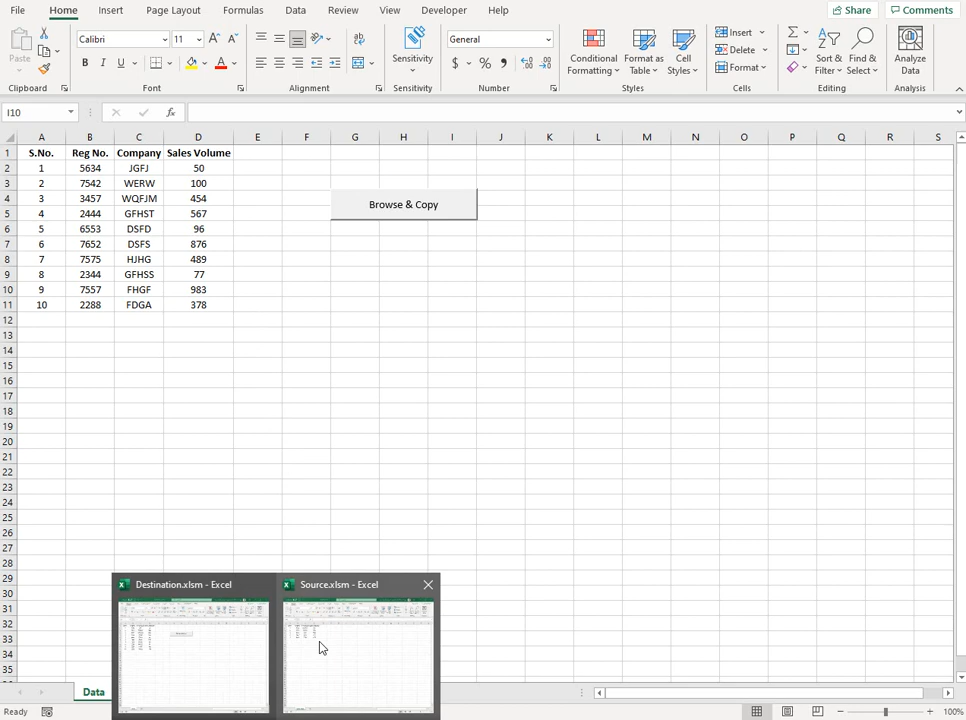 File Home Insert Page Layout Formulas Data Review View Developer Help Share Comments
Calibri 11 A A ab General Insert Σ
Paste B I U A $ % , Sensitivity Conditional Formatting Format as Table Cell Styles Delete Format Sort & Filter Find & Select Analyze Data
Clipboard Font Alignment Sensitivity Number Styles Cells Editing Analysis
I10 fx
A B C D E F G H I J K L M N O P Q R S
1 S.No. Reg No. Company Sales Volume
2 1 5634 JGFJ 50
3 2 7542 WERW 100
4 3 3457 WQFJM 454 Browse & Copy
5 4 2444 GFHST 567
6 5 6553 DSFD 96
7 6 7652 DSFS 876
8 7 7575 HJHG 489
9 8 2344 GFHSS 77
10 9 7557 FHGF 983
11 10 2288 FDGA 378
12
13
14
15
16
17
18
19
20
21
22
23
24
25
26
27
28
29 Destination.xlsm - Excel Source.xlsm - Excel
30
31
32
33
34
35
Data
Ready 100%